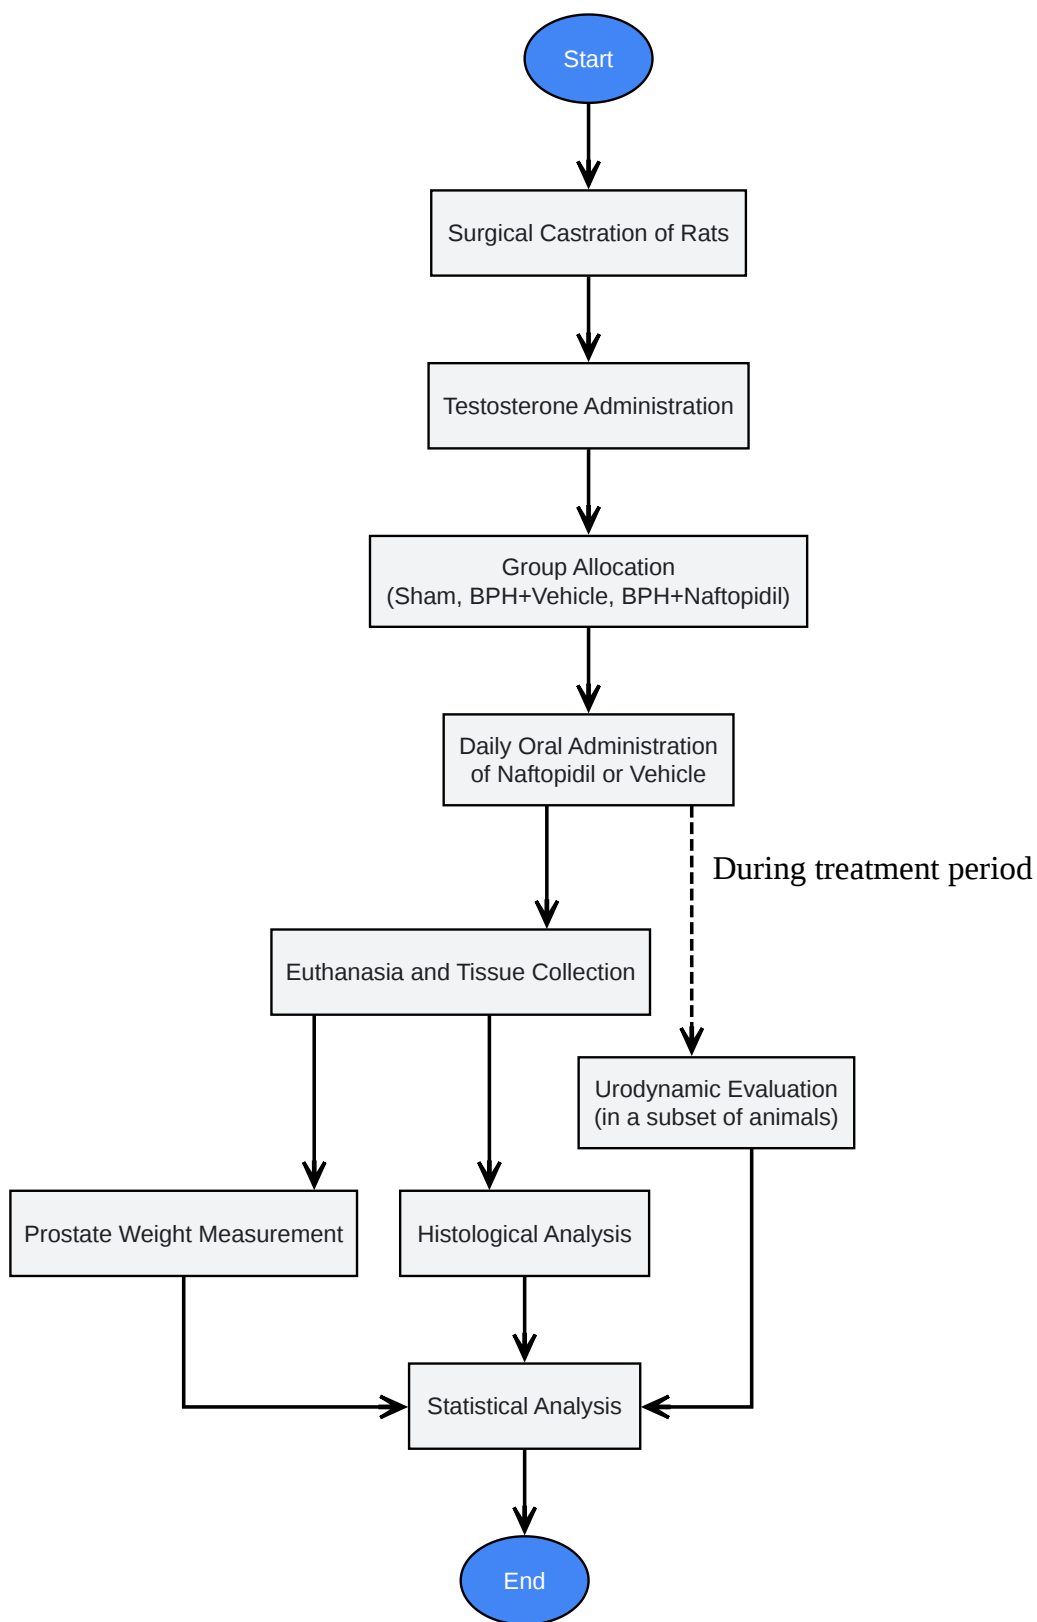 Start
Surgical Castration of Rats
Testosterone Administration
Group Allocation
(Sham, BPH+Vehicle, BPH+Naftopidil)
Daily Oral Administration
of Naftopidil or Vehicle
During treatment period
Euthanasia and Tissue Collection
Urodynamic Evaluation
(in a subset of animals)
Prostate Weight Measurement
Histological Analysis
Statistical Analysis
End